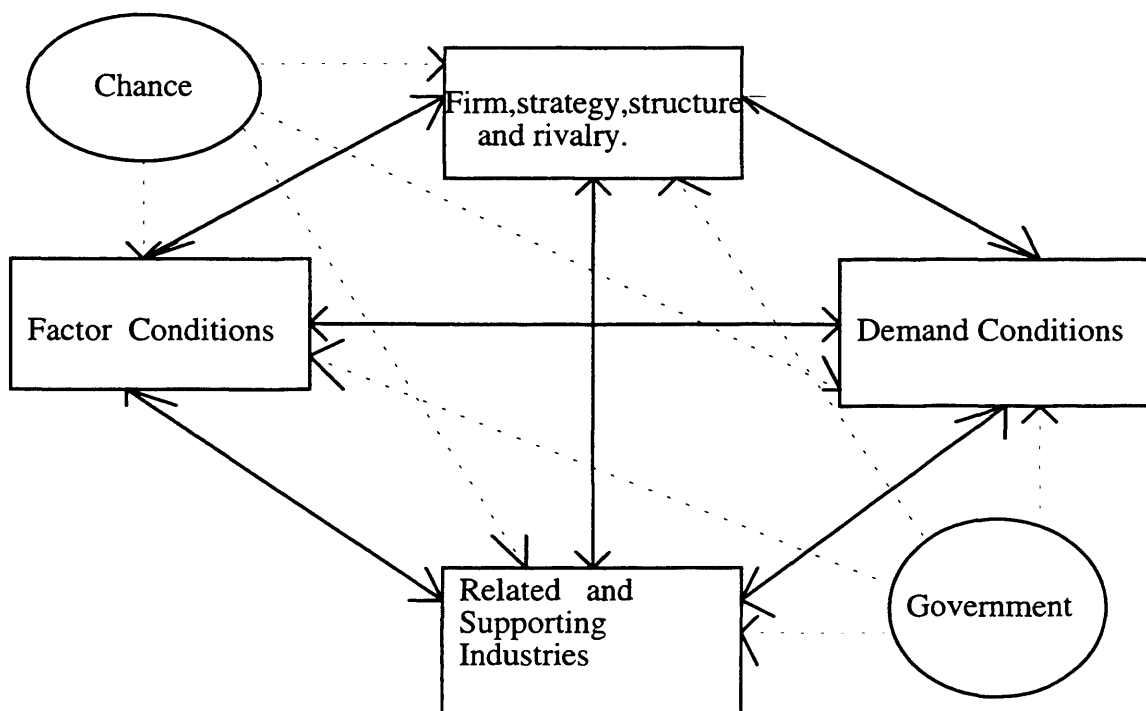 Chance
Firm,strategy,structure
and rivalry.
Factor Conditions
Demand Conditions
Related and
Supporting
Industries
Government